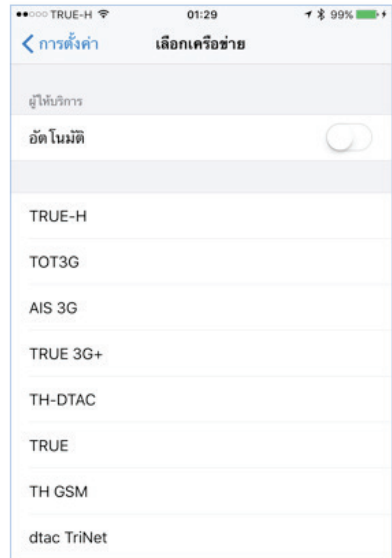 TRUE-H 01:29 99%
การตั้งค่า เลือกเครือข่าย
ผู้ให้บริการ
อัตโนมัติ
TRUE-H
TOT3G
AIS 3G
TRUE 3G+
TH-DTAC
TRUE
TH GSM
dtac TriNet